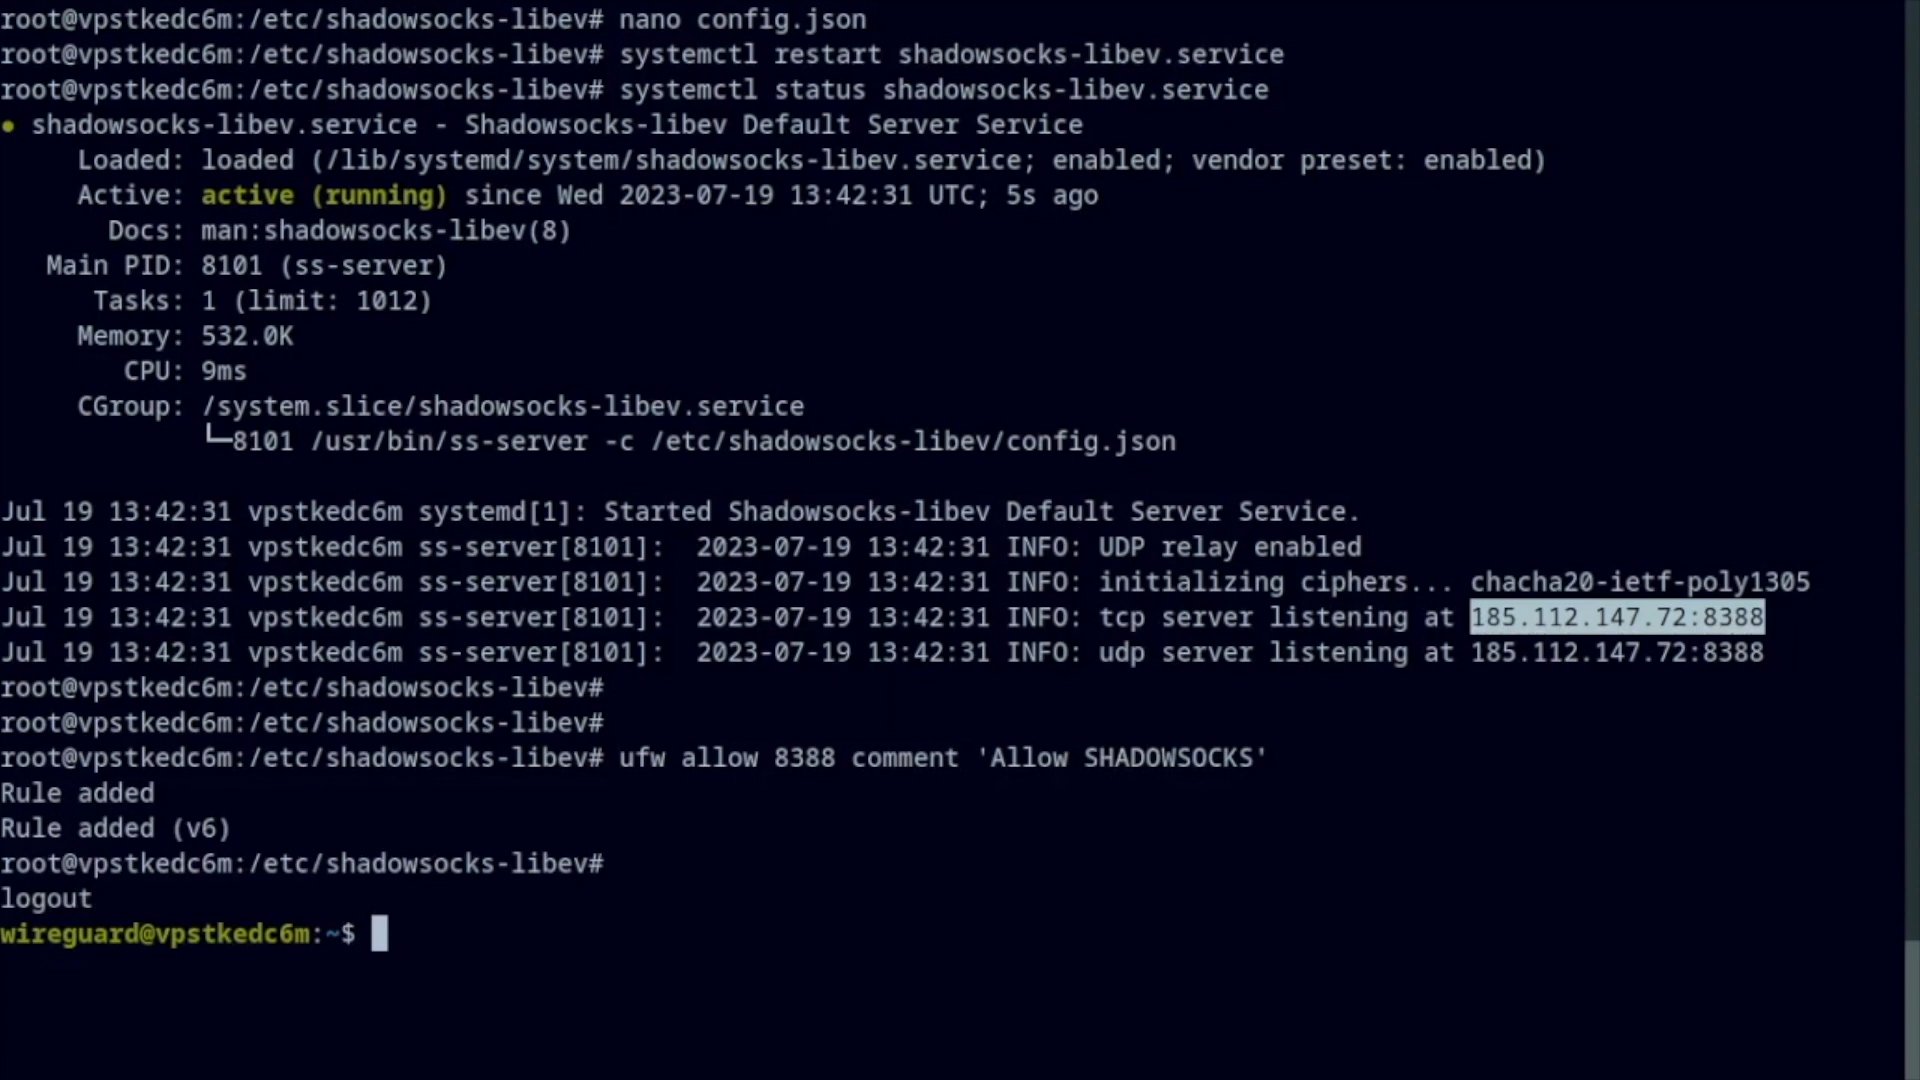 root@vpstkedc6m:/etc/shadowsocks-libev# nano config.json
root@vpstkedc6m:/etc/shadowsocks-libev# systemctl restart shadowsocks-libev.service
root@vpstkedc6m:/etc/shadowsocks-libev# systemctl status shadowsocks-libev.service
● shadowsocks-libev.service - Shadowsocks-libev Default Server Service
     Loaded: loaded (/lib/systemd/system/shadowsocks-libev.service; enabled; vendor preset: enabled)
     Active: active (running) since Wed 2023-07-19 13:42:31 UTC; 5s ago
       Docs: man:shadowsocks-libev(8)
   Main PID: 8101 (ss-server)
      Tasks: 1 (limit: 1012)
     Memory: 532.0K
        CPU: 9ms
     CGroup: /system.slice/shadowsocks-libev.service
             └─8101 /usr/bin/ss-server -c /etc/shadowsocks-libev/config.json
Jul 19 13:42:31 vpstkedc6m systemd[1]: Started Shadowsocks-libev Default Server Service.
Jul 19 13:42:31 vpstkedc6m ss-server[8101]:  2023-07-19 13:42:31 INFO: UDP relay enabled
Jul 19 13:42:31 vpstkedc6m ss-server[8101]:  2023-07-19 13:42:31 INFO: initializing ciphers... chacha20-ietf-poly1305
Jul 19 13:42:31 vpstkedc6m ss-server[8101]:  2023-07-19 13:42:31 INFO: tcp server listening at 185.112.147.72:8388
Jul 19 13:42:31 vpstkedc6m ss-server[8101]:  2023-07-19 13:42:31 INFO: udp server listening at 185.112.147.72:8388
root@vpstkedc6m:/etc/shadowsocks-libev#
root@vpstkedc6m:/etc/shadowsocks-libev#
root@vpstkedc6m:/etc/shadowsocks-libev# ufw allow 8388 comment 'Allow SHADOWSOCKS'
Rule added
Rule added (v6)
root@vpstkedc6m:/etc/shadowsocks-libev#
logout
wireguard@vpstkedc6m:~$